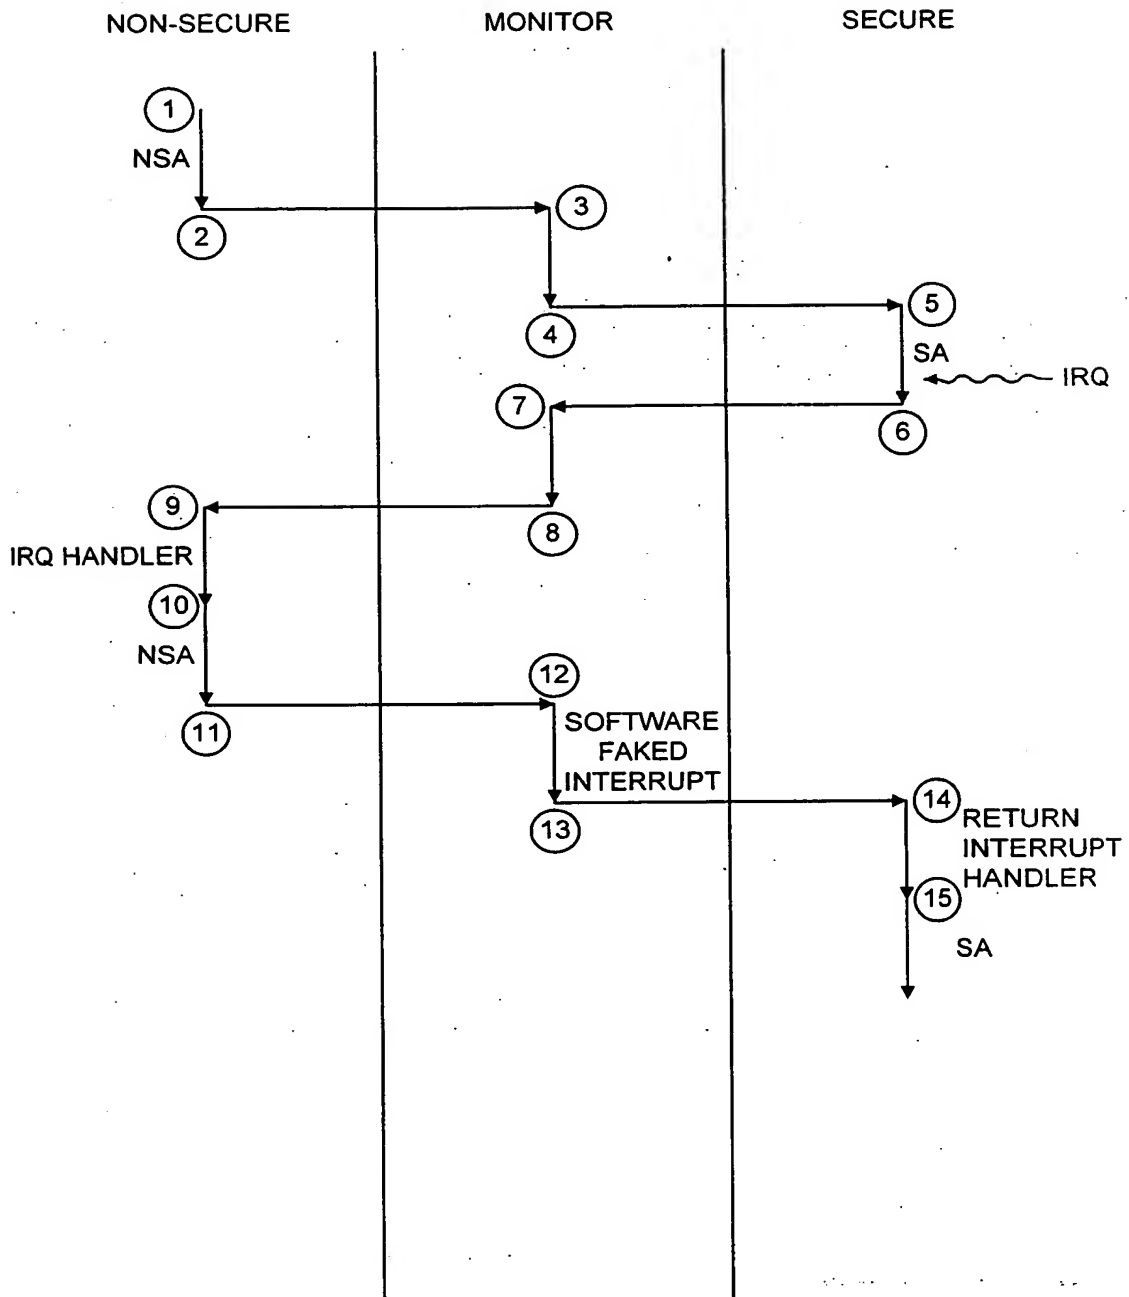 NON-SECURE
MONITOR
SECURE
1
NSA
2
3
4
5
SA
IRQ
6
7
8
9
IRQ HANDLER
10
NSA
11
12
SOFTWARE
FAKED
INTERRUPT
13
14
RETURN
INTERRUPT
HANDLER
15
SA